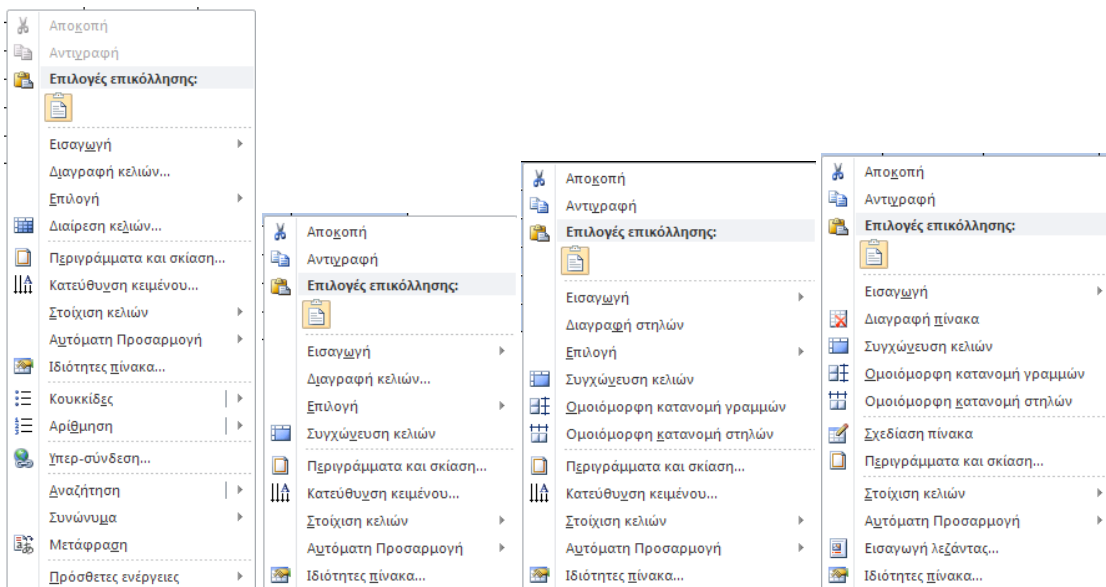 Αποκοπή
Αντιγραφή
Επιλογές επικόλλησης:
Εισαγωγή
Διαγραφή κελιών...
Επιλογή
Διαίρεση κελιών...
Περιγράμματα και σκίαση...
Κατεύθυνση κειμένου...
Στοίχιση κελιών
Αυτόματη Προσαρμογή
Ιδιότητες πίνακα...
Κουκκίδες
Αρίθμηση
Υπερ-σύνδεση...
Αναζήτηση
Συνώνυμα
Μετάφραση
Πρόσθετες ενέργειες
Αποκοπή
Αντιγραφή
Επιλογές επικόλλησης:
Εισαγωγή
Διαγραφή κελιών...
Επιλογή
Συγχώνευση κελιών
Περιγράμματα και σκίαση...
Κατεύθυνση κειμένου...
Στοίχιση κελιών
Αυτόματη Προσαρμογή
Ιδιότητες πίνακα...
Αποκοπή
Αντιγραφή
Επιλογές επικόλλησης:
Εισαγωγή
Διαγραφή στηλών
Επιλογή
Συγχώνευση κελιών
Ομοιόμορφη κατανομή γραμμών
Ομοιόμορφη κατανομή στηλών
Περιγράμματα και σκίαση...
Κατεύθυνση κειμένου...
Στοίχιση κελιών
Αυτόματη Προσαρμογή
Ιδιότητες πίνακα...
Αποκοπή
Αντιγραφή
Επιλογές επικόλλησης:
Εισαγωγή
Διαγραφή πίνακα
Συγχώνευση κελιών
Ομοιόμορφη κατανομή γραμμών
Ομοιόμορφη κατανομή στηλών
Σχεδίαση πίνακα
Περιγράμματα και σκίαση...
Στοίχιση κελιών
Αυτόματη Προσαρμογή
Εισαγωγή λεζάντας...
Ιδιότητες πίνακα...